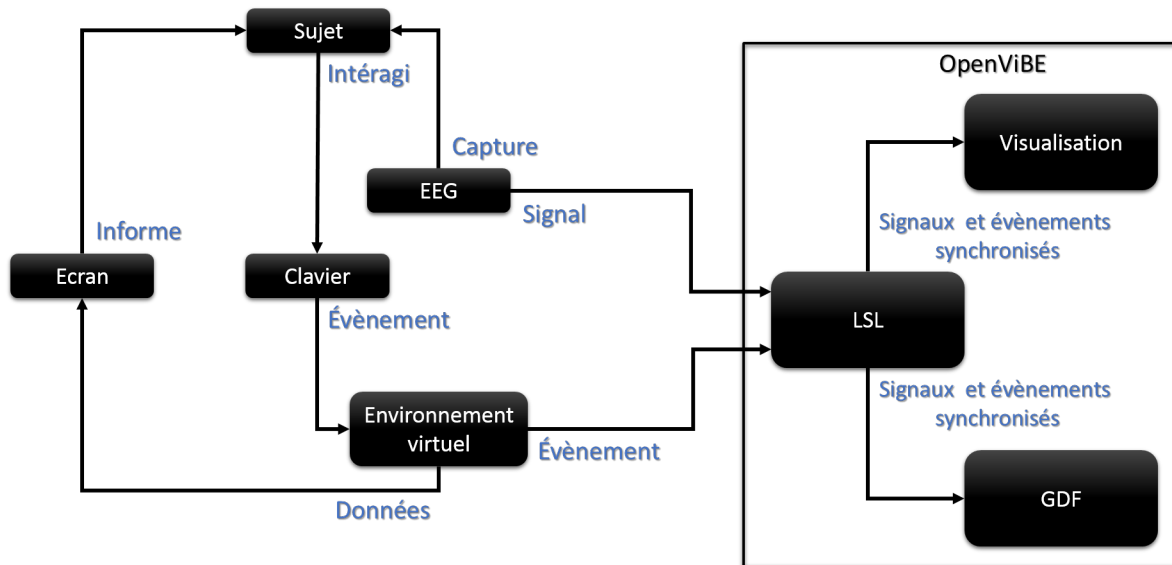 Sujet
Intéragi
OpenViBE
Visualisation
Capture
EEG
Signal
Informe
Signaux et évènements
synchronisés
Ecran
Clavier
Évènement
LSL
Signaux et évènements
synchronisés
Environnement
virtuel
Évènement
Données
GDF